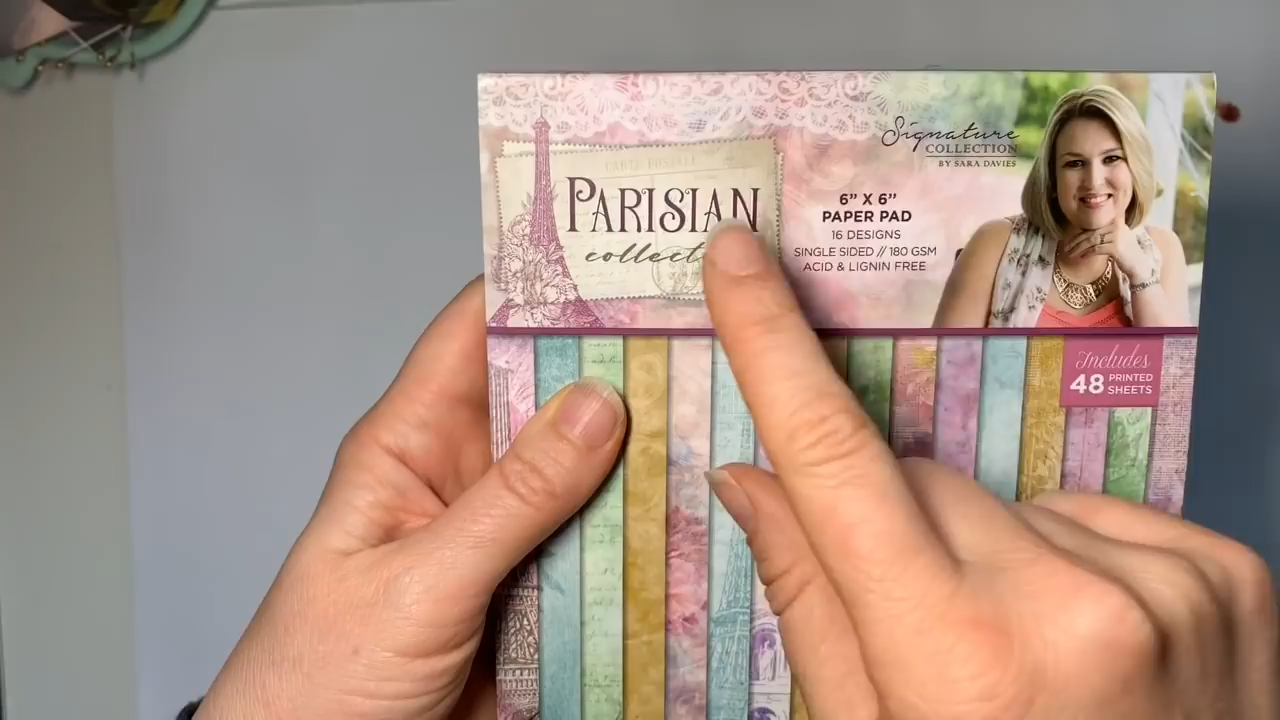 CARTE POSTALE
PARISIAN
collect
Signature
COLLECTION
BY SARA DAVIES
6” X 6”
PAPER PAD
16 DESIGNS
SINGLE SIDED // 180 GSM
ACID & LIGNIN FREE
Includes
48 PRINTED
SHEETS